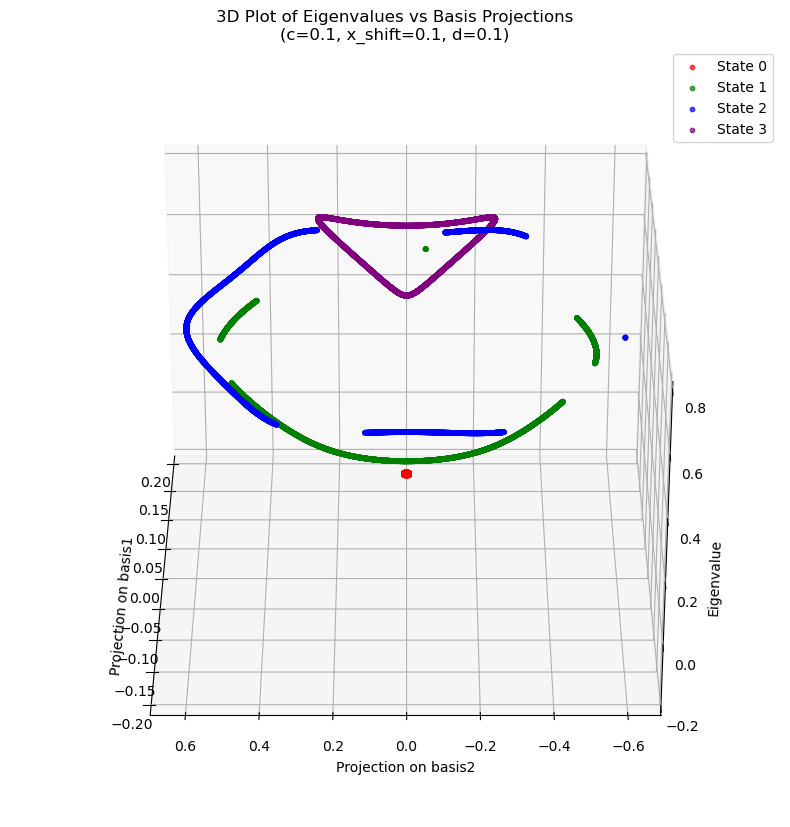 3D Plot of Eigenvalues vs Basis Projections
(c=0.1, x_shift=0.1, d=0.1)
State 0
State 1
State 2
State 3
0.20
0.15
0.10
0.05
0.00
−0.05
−0.10
−0.15
−0.20
Projection on basis1
0.6
0.4
0.2
0.0
−0.2
−0.4
−0.6
Projection on basis2
0.8
0.6
0.4
0.2
0.0
−0.2
Eigenvalue